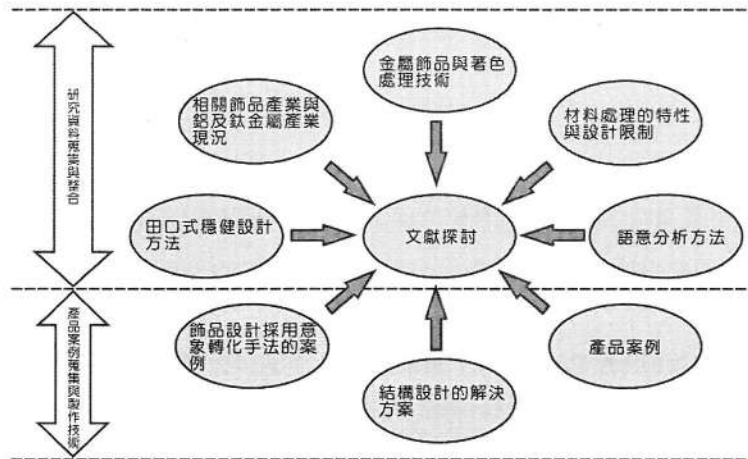 研究資料蒐集與整合
金屬飾品與著色
處理技術
相關飾品產業與
鋁及鈦金屬產業
現況
材料處理的特性
與設計限制
田口式穩健設計
方法
文獻探討
語意分析方法
產品案例蒐集與製作技術
飾品設計採用意
象轉化手法的案
例
結構設計的解決
方案
產品案例